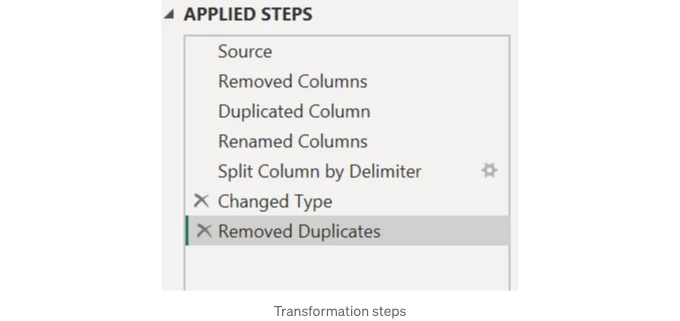 APPLIED STEPS
Source
Removed Columns
Duplicated Column
Renamed Columns
Split Column by Delimiter
Changed Type
Removed Duplicates
Transformation steps